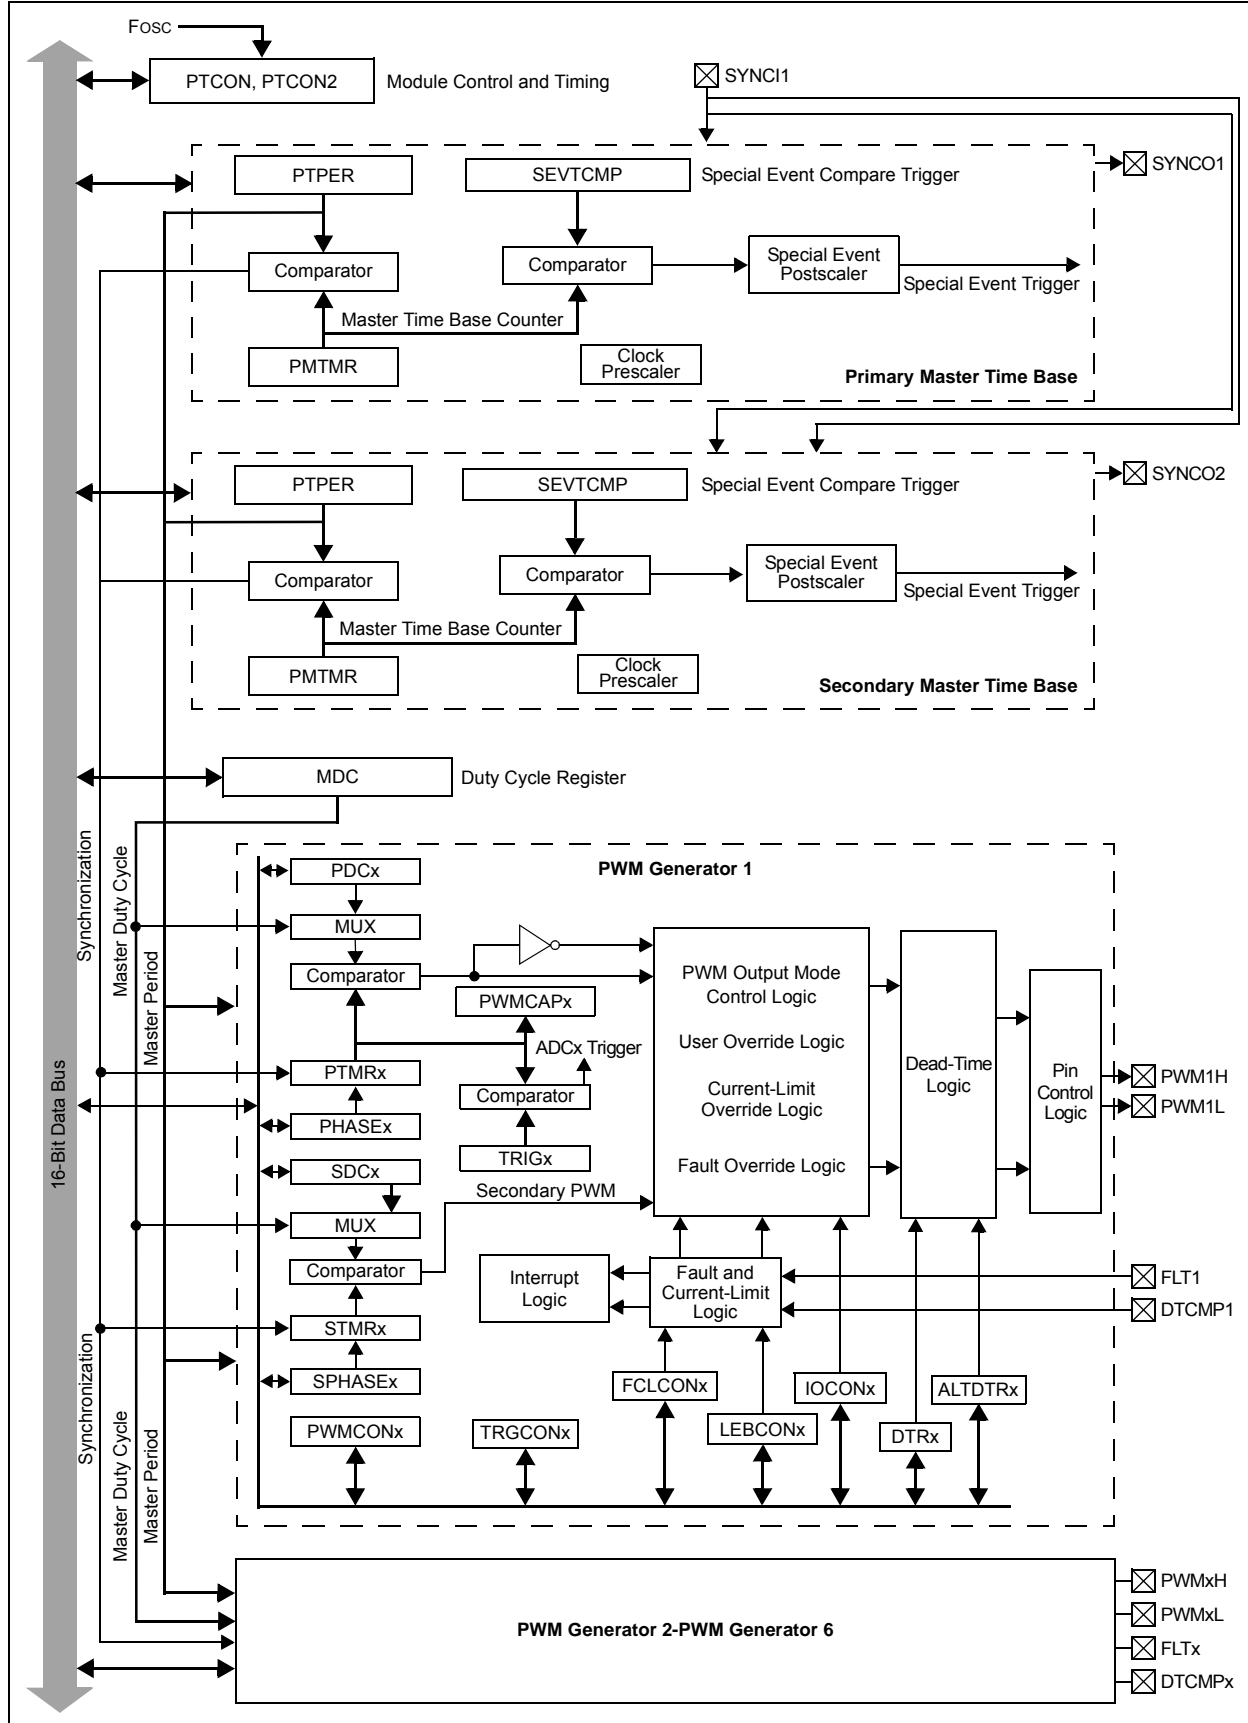 FOSC
PTCON, PTCON2
Module Control and Timing
SYNCI1
PTPER
SEVTCMP
Special Event Compare Trigger
SYNCO1
Comparator
Comparator
Special Event
Postscaler
Special Event Trigger
Master Time Base Counter
PMTMR
Clock
Prescaler
Primary Master Time Base
PTPER
SEVTCMP
Special Event Compare Trigger
SYNCO2
Comparator
Comparator
Special Event
Postscaler
Special Event Trigger
Master Time Base Counter
PMTMR
Clock
Prescaler
Secondary Master Time Base
MDC
Duty Cycle Register
16-Bit Data Bus
Synchronization
Master Duty Cycle
Master Period
PWM Generator 1
PDCx
MUX
Comparator
PWMCAPx
ADCx Trigger
PTMRx
Comparator
PHASEx
TRIGx
SDCx
Secondary PWM
MUX
Comparator
STMRx
SPHASEx
PWM Output Mode
Control Logic
User Override Logic
Current-Limit
Override Logic
Fault Override Logic
Dead-Time
Logic
Pin
Control
Logic
PWM1H
PWM1L
Interrupt
Logic
Fault and
Current-Limit
Logic
FLT1
DTCMP1
PWMCONx
TRGCONx
FCLCONx
LEBCONx
IOCONx
DTRx
ALTDTRx
Synchronization
Master Duty Cycle
Master Period
PWM Generator 2-PWM Generator 6
PWMxH
PWMxL
FLTx
DTCMPx